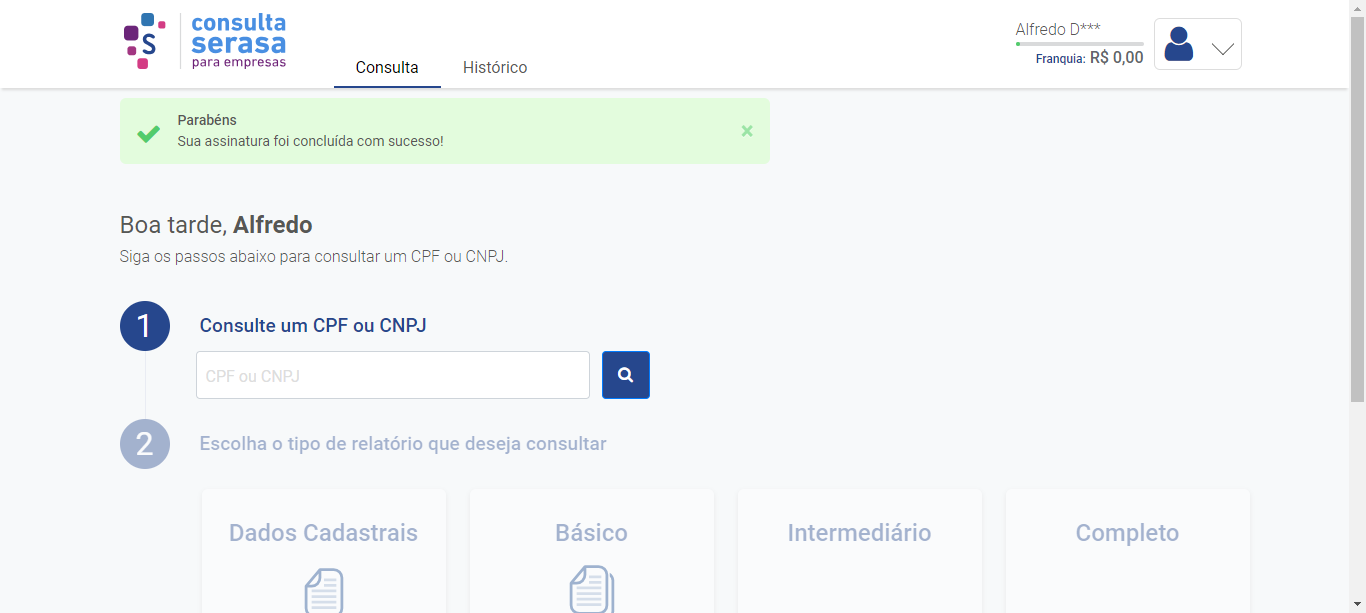 S
consulta
serasa
para empresas
Consulta
Histórico
Alfredo D***
Franquia: R$ 0,00
Parabéns
Sua assinatura foi concluída com sucesso!
×
Boa tarde, Alfredo
Siga os passos abaixo para consultar um CPF ou CNPJ.
1
Consulte um CPF ou CNPJ
CPF ou CNPJ
2
Escolha o tipo de relatório que deseja consultar
Dados Cadastrais
Básico
Intermediário
Completo